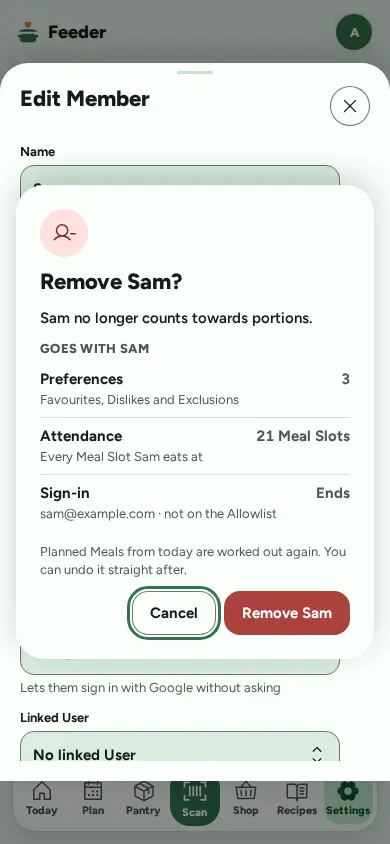 Feeder
A
Edit Member
Name
Remove Sam?
Sam no longer counts towards portions.
GOES WITH SAM
Preferences 3
Favourites, Dislikes and Exclusions
Attendance 21 Meal Slots
Every Meal Slot Sam eats at
Sign-in Ends
sam@example.com · not on the Allowlist
Planned Meals from today are worked out again. You
can undo it straight after.
Cancel Remove Sam
Lets them sign in with Google without asking
Linked User
No linked User
Today Plan Pantry Scan Shop Recipes Settings